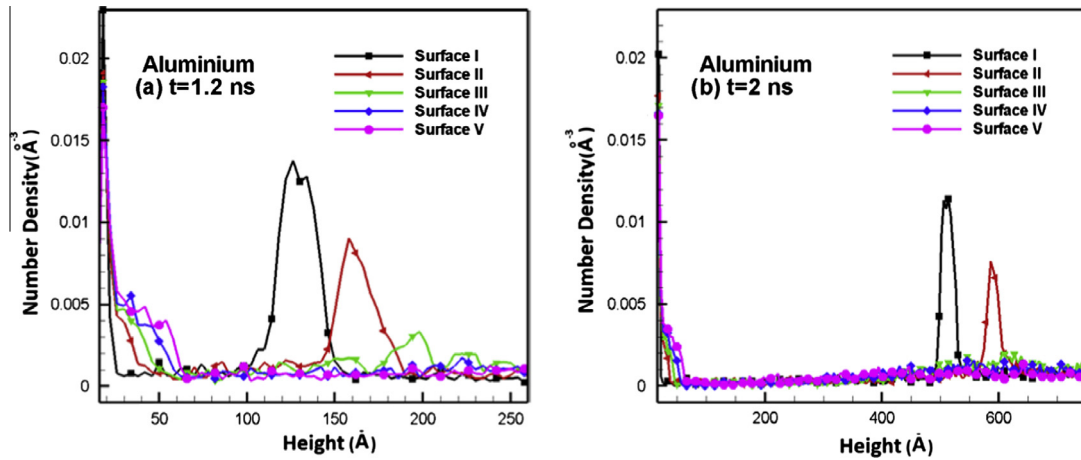 Aluminium
(a) t=1.2 ns
Surface I
Surface II
Surface III
Surface IV
Surface V
Number Density(Å⁻³)
0.02
0.015
0.01
0.005
0
50
100
150
200
250
Height (Å)
Aluminium
(b) t=2 ns
Surface I
Surface II
Surface III
Surface IV
Surface V
Number Density(Å⁻³)
0.02
0.015
0.01
0.005
0
200
400
600
Height (Å)